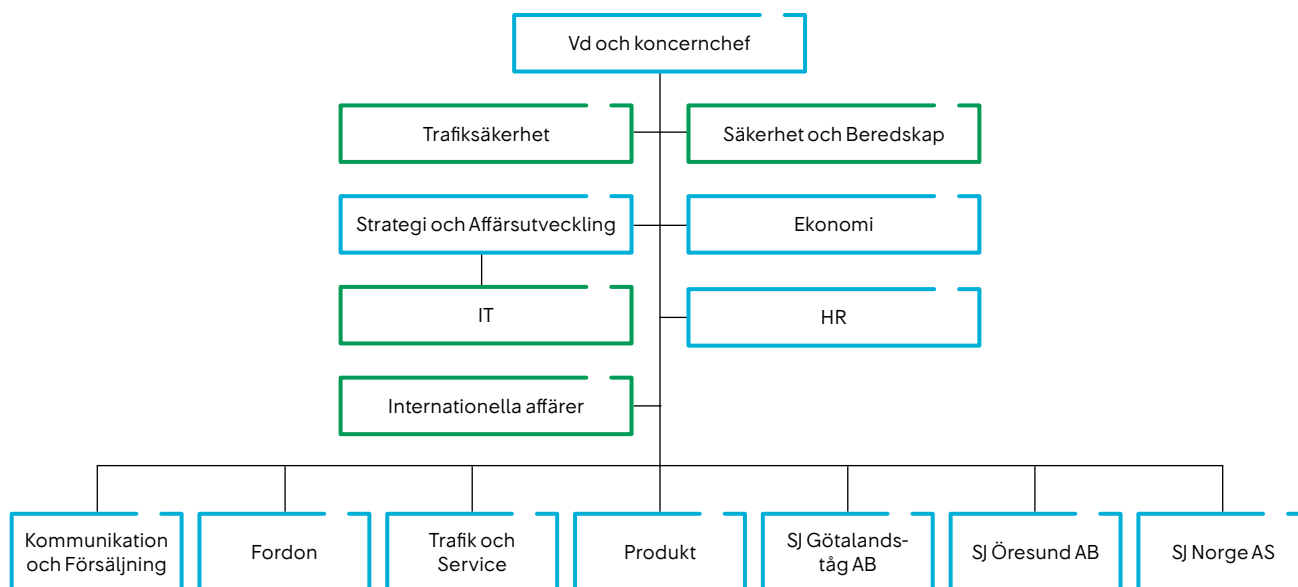 Vd och koncernchef
Trafiksäkerhet
Säkerhet och Beredskap
Strategi och Affärsutveckling
Ekonomi
IT
HR
Internationella affärer
Kommunikation
och Försäljning
Fordon
Trafik och
Service
Produkt
SJ Götalands-
tåg AB
SJ Öresund AB
SJ Norge AS